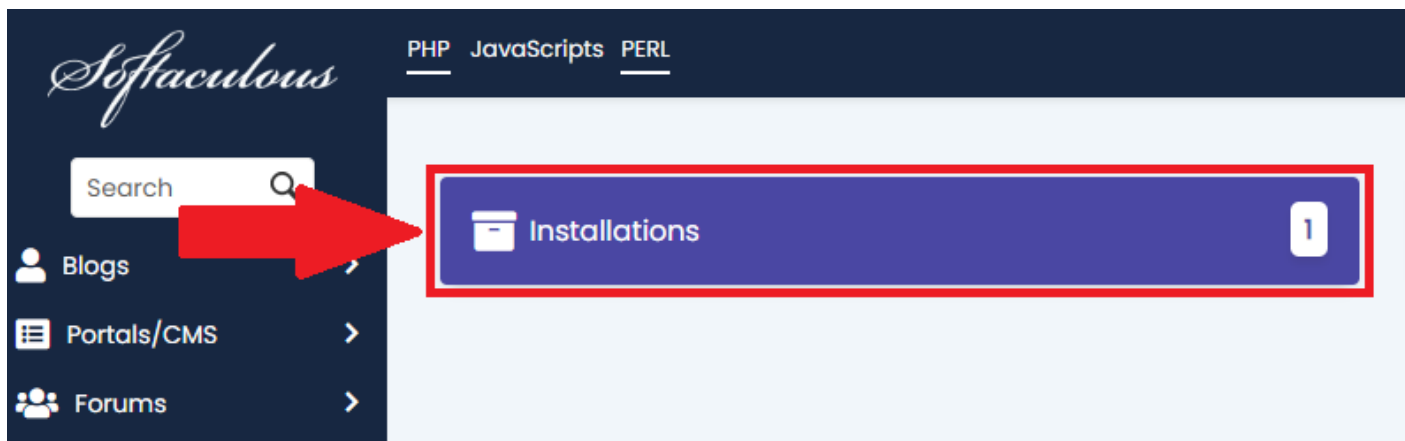 Softaculous
PHP JavaScripts PERL
Search
Installations 1
Blogs
Portals/CMS
Forums